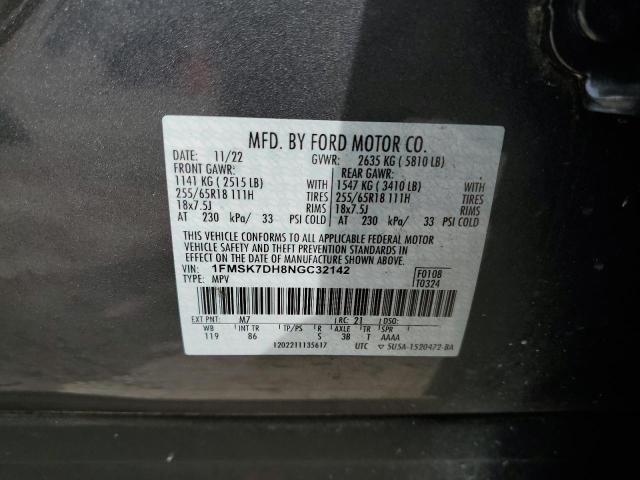 MFD. BY FORD MOTOR CO.
DATE: 11/22 GVWR: 2635 KG ( 5810 LB)
FRONT GAWR: REAR GAWR:
1141 KG ( 2515 LB) WITH 1547 KG ( 3410 LB) WITH
255/65R18 111H TIRES 255/65R18 111H TIRES
18x7.5J RIMS 18x7.5J RIMS
AT 230 kPa/ 33 PSI COLD AT 230 kPa/ 33 PSI COLD
THIS VEHICLE CONFORMS TO ALL APPLICABLE FEDERAL MOTOR
VEHICLE SAFETY AND THEFT PREVENTION STANDARDS IN
EFFECT ON THE DATE OF MANUFACTURE SHOWN ABOVE.
VIN: 1FMSK7DH8NGC32142 F0108
TYPE: MPV T0324
EXT PNT: M7 RC: 21 DSO:
WB INT TR TP/PS R AXLE TR SPR
119 86 S 3B T AAAA
1202211135617 UTC ▽ 5U5A-1520472-BA